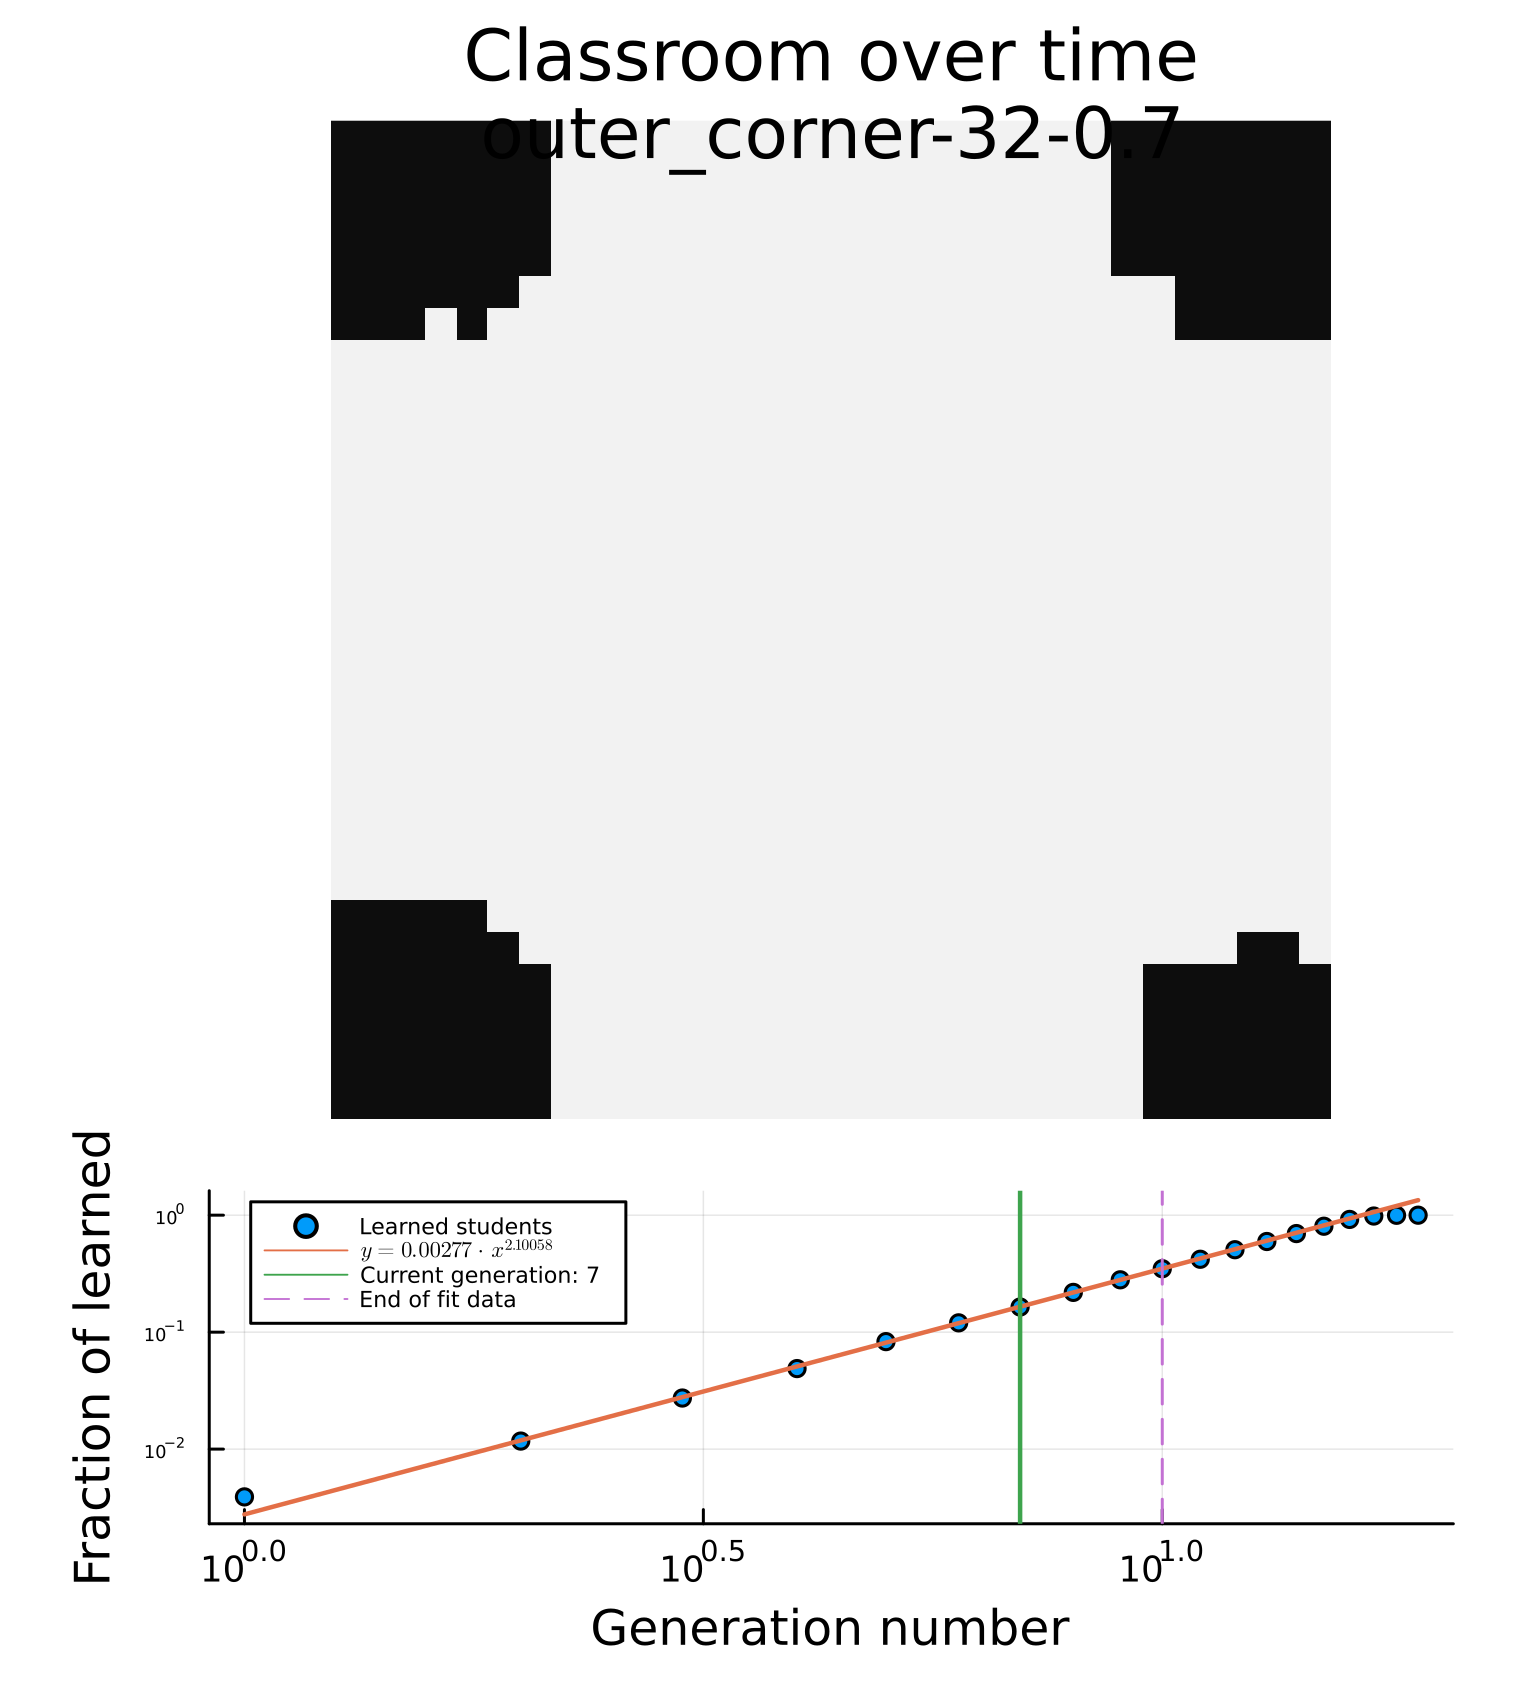 Classroom over time
outer_corner-32-0.7
Fraction of learned
10⁰
10⁻¹
10⁻²
Learned students
y = 0.00277 · x^2.10058
Current generation: 7
End of fit data
10^0.0
10^0.5
10^1.0
Generation number